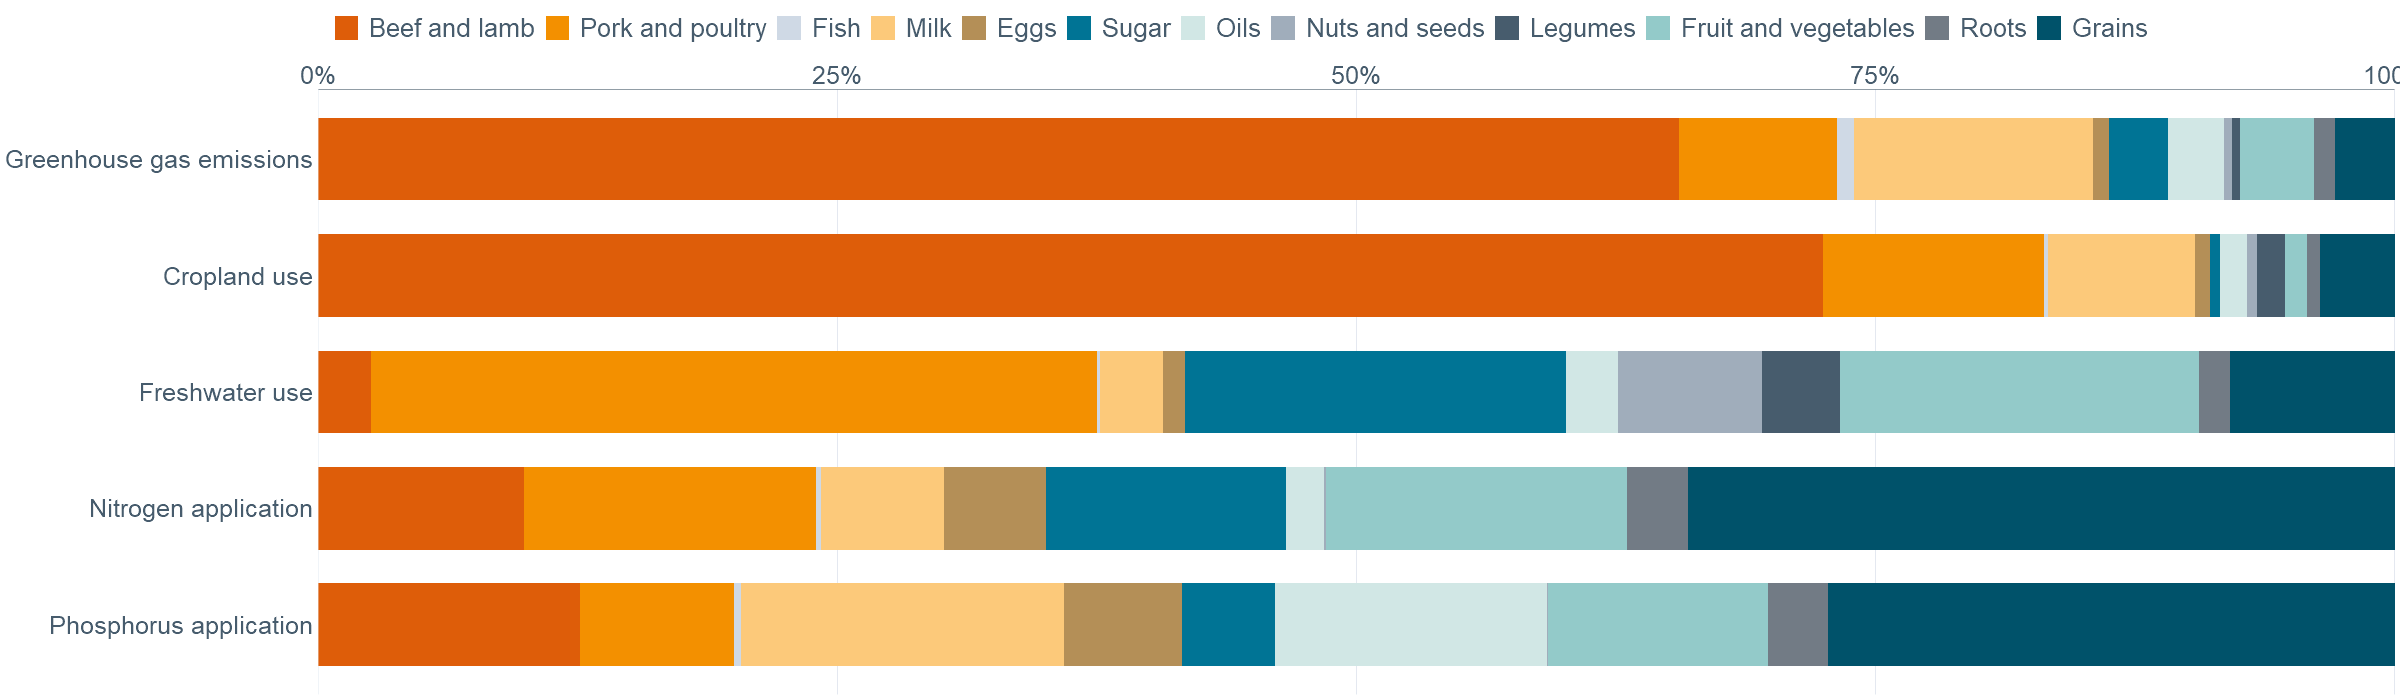 Beef and lamb Pork and poultry Fish Milk Eggs Sugar Oils Nuts and seeds Legumes Fruit and vegetables Roots Grains
0% 25% 50% 75% 100
Greenhouse gas emissions
Cropland use
Freshwater use
Nitrogen application
Phosphorus application